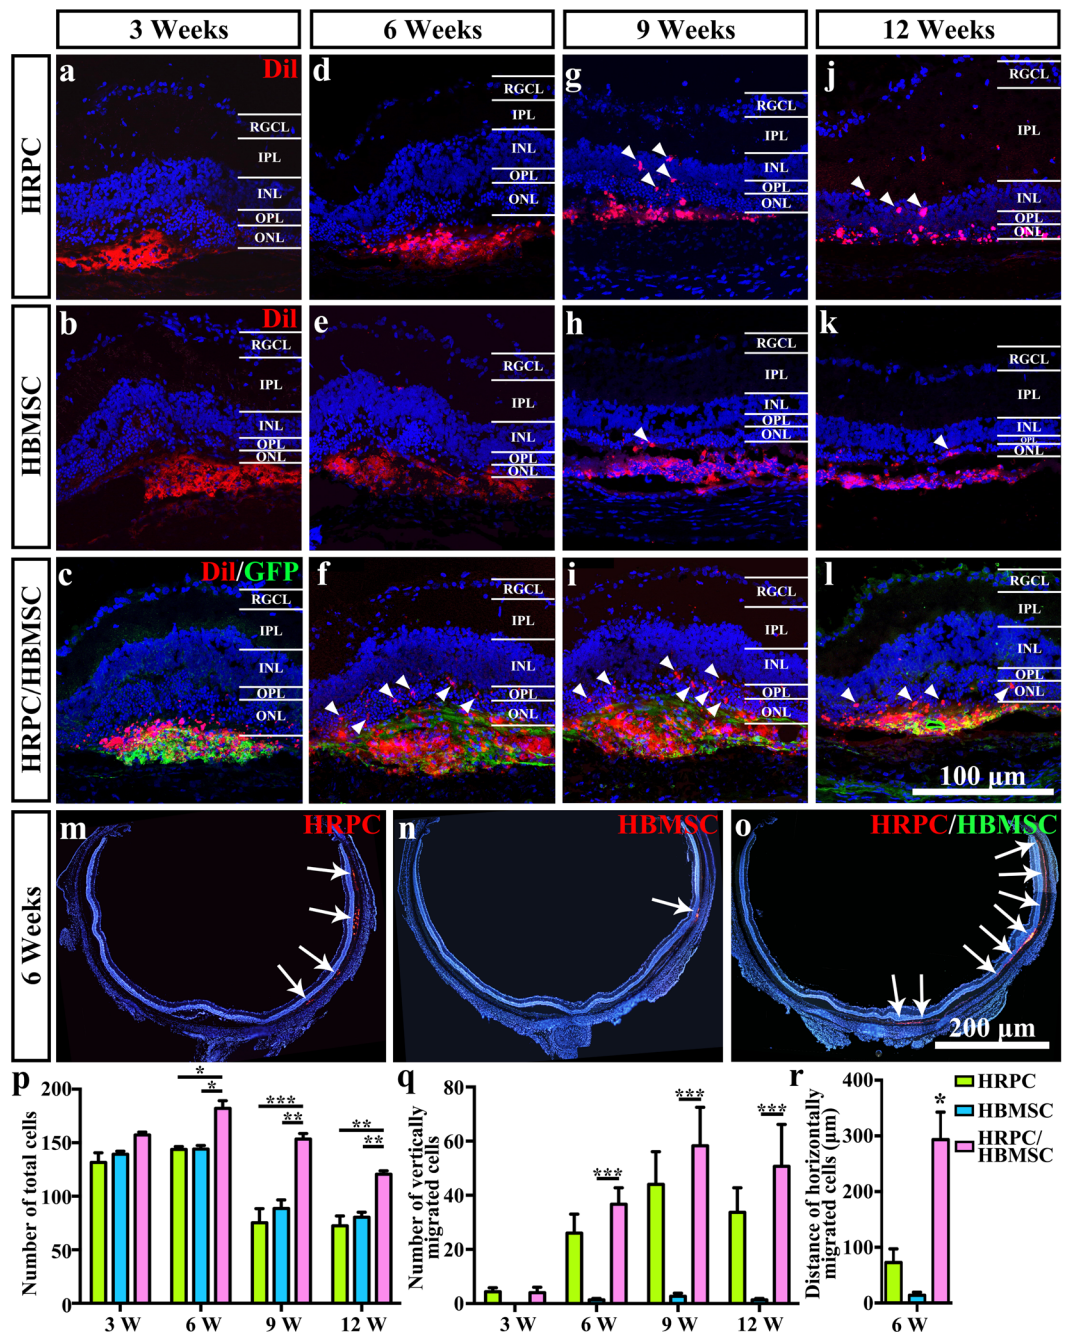 3 Weeks
6 Weeks
9 Weeks
12 Weeks
HRPC
a
Dil
RGCL
IPL
INL
OPL
ONL
d
RGCL
IPL
INL
OPL
ONL
g
RGCL
IPL
INL
OPL
ONL
j
RGCL
IPL
INL
OPL
ONL
HBMSC
b
Dil
RGCL
IPL
INL
OPL
ONL
e
RGCL
IPL
INL
OPL
ONL
h
RGCL
IPL
INL
OPL
ONL
k
RGCL
IPL
INL
OPL
ONL
HRPC/HBMSC
c
Dil/GFP
RGCL
IPL
INL
OPL
ONL
f
RGCL
IPL
INL
OPL
ONL
i
RGCL
IPL
INL
OPL
ONL
l
RGCL
IPL
INL
OPL
ONL
100 μm
6 Weeks
m
HRPC
n
HBMSC
o
HRPC/HBMSC
200 μm
p
Number of total cells
200
150
100
50
0
*
*
***
**
**
**
3 W
6 W
9 W
12 W
q
Number of vertically
migrated cells
80
60
40
20
0
***
***
***
3 W
6 W
9 W
12 W
r
Distance of horizontally
migrated cells (μm)
400
300
200
100
0
*
6 W
HRPC
HBMSC
HRPC/
HBMSC